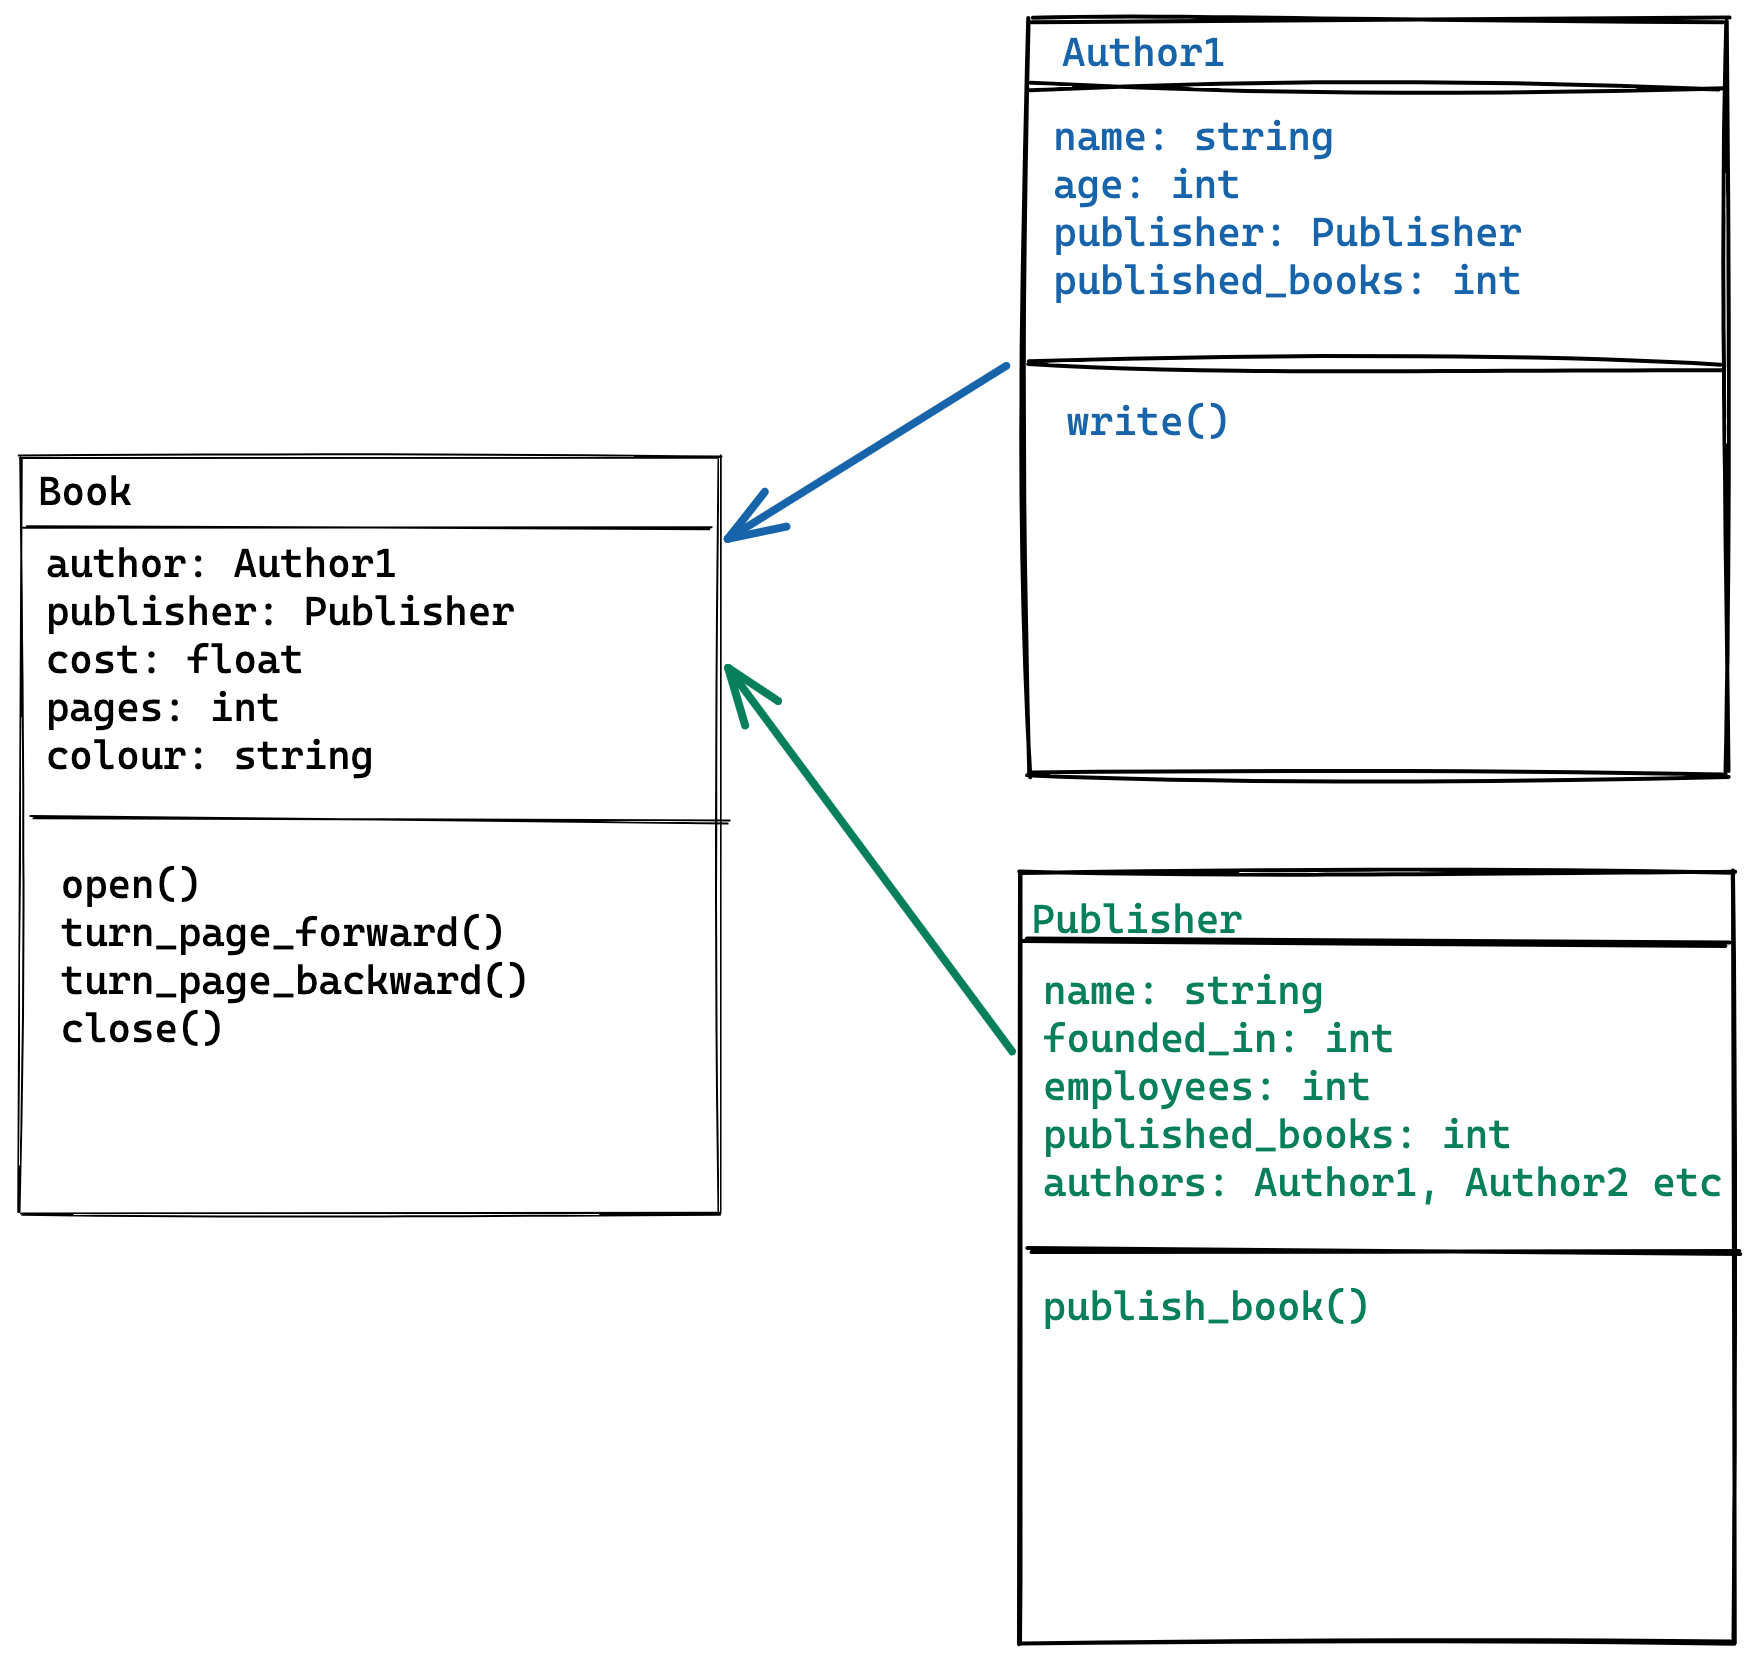 Author1
name: string
age: int
publisher: Publisher
published_books: int
write()
Book
author: Author1
publisher: Publisher
cost: float
pages: int
colour: string
open()
turn_page_forward()
turn_page_backward()
close()
Publisher
name: string
founded_in: int
employees: int
published_books: int
authors: Author1, Author2 etc
publish_book()